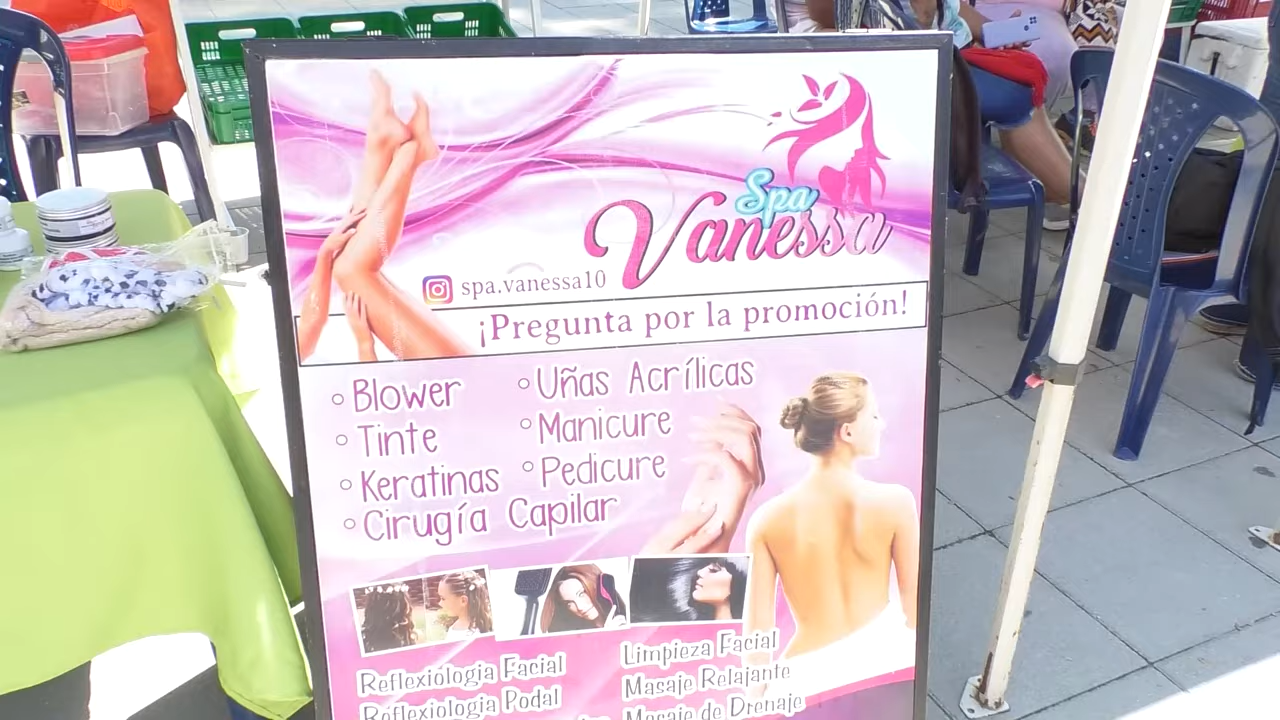 Spa
Vanessa
spa.vanessa10
¡Pregunta por la promoción!
◦ Blower
◦ Tinte
◦ Keratinas
◦ Cirugía Capilar
◦ Uñas Acrílicas
◦ Manicure
◦ Pedicure
Reflexiologia Facial
Reflexiologia Podal
Limpieza Facial
Masaje Relajante
Masaje de Drenaje